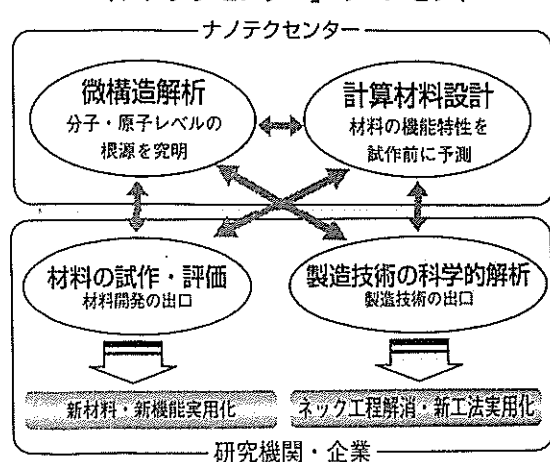 ナノテクセンター
微構造解析
分子・原子レベルの
根源を究明
計算材料設計
材料の機能特性を
試作前に予測
材料の試作・評価
材料開発の出口
製造技術の科学的解析
製造技術の出口
新材料・新機能実用化
ネック工程解消・新工法実用化
研究機関・企業